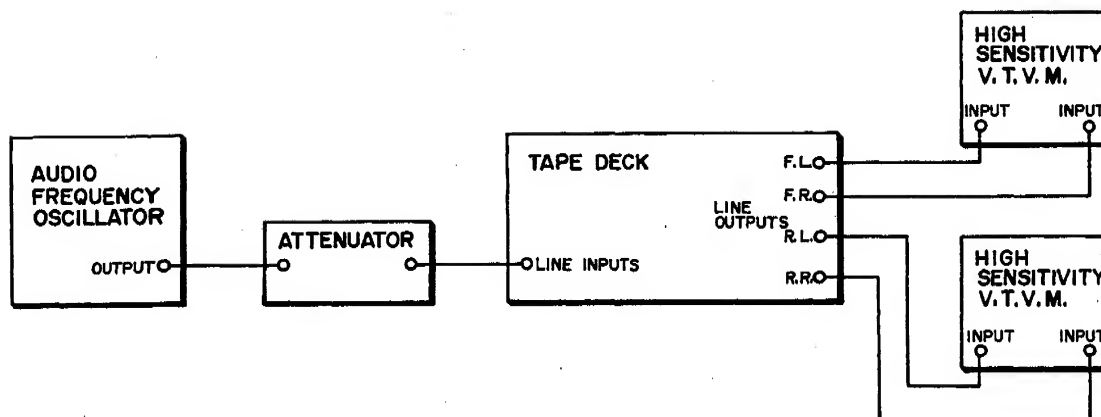 AUDIO
FREQUENCY
OSCILLATOR
OUTPUT
ATTENUATOR
TAPE DECK
LINE INPUTS
LINE
OUTPUTS
F.L.
F.R.
R.L.
R.R.
HIGH
SENSITIVITY
V.T.V.M.
INPUT INPUT
HIGH
SENSITIVITY
V.T.V.M.
INPUT INPUT